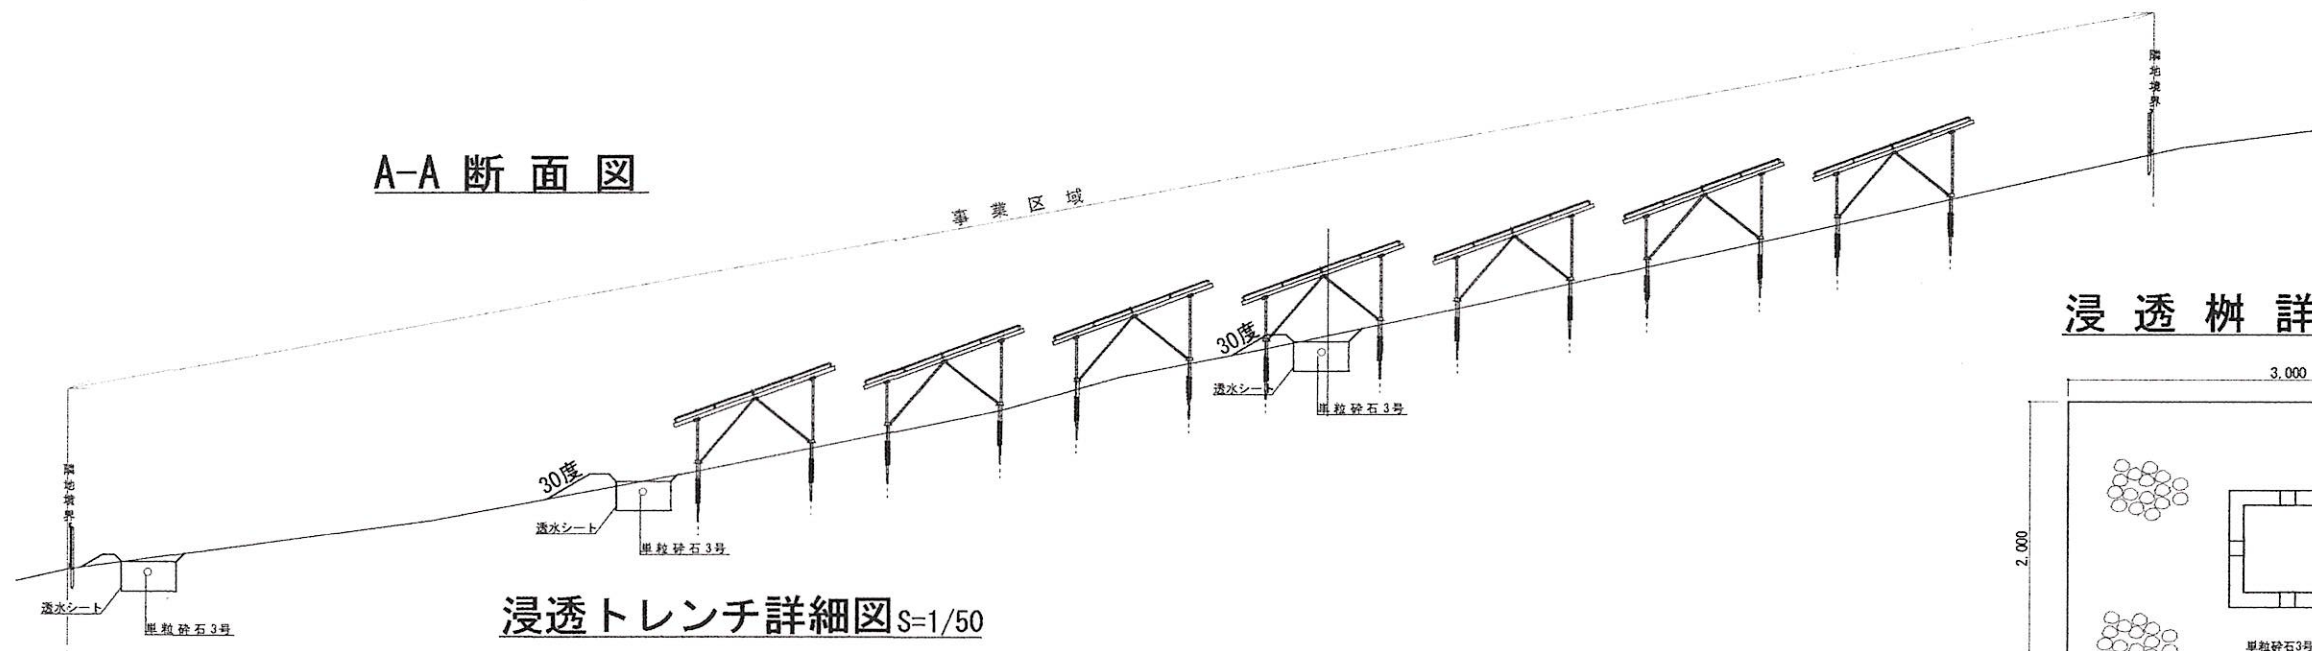 隣地境界
A-A 断面図
事業区域
30度
透水シート
単粒砕石3号
浸透桝詳
3,000
30度
透水シート
単粒砕石3号
隣地境界
2,000
透水シート
単粒砕石3号
浸透トレンチ詳細図 S=1/50
単粒砕石3号